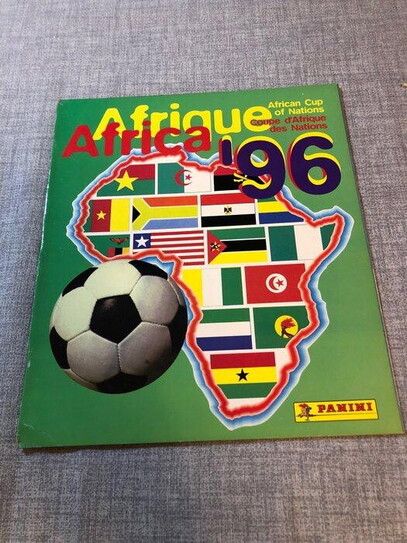 Afrique
Africa
'96
African Cup
of Nations
Coupe d'Afrique
des Nations
PANINI